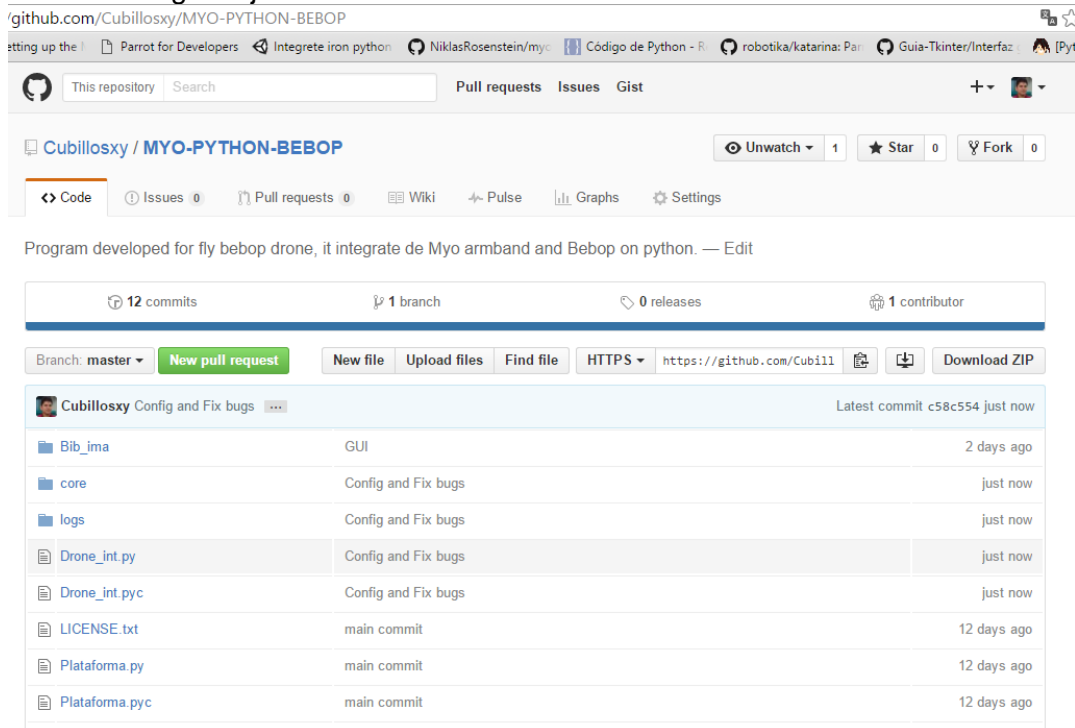 /github.com/Cubillosxy/MYO-PYTHON-BEBOP
etting up the Parrot for Developers Integrete iron python NiklasRosenstein/myo Código de Python - R robotika/katarina: Par Guia-Tkinter/Interfaz [Pyt
This repository Search Pull requests Issues Gist
Cubillosxy / MYO-PYTHON-BEBOP Unwatch 1 Star 0 Fork 0
<> Code Issues 0 Pull requests 0 Wiki Pulse Graphs Settings
Program developed for fly bebop drone, it integrate de Myo armband and Bebop on python. — Edit
12 commits 1 branch 0 releases 1 contributor
Branch: master New pull request New file Upload files Find file HTTPS https://github.com/Cubill Download ZIP
Cubillosxy Config and Fix bugs ... Latest commit c58c554 just now
Bib_ima GUI 2 days ago
core Config and Fix bugs just now
logs Config and Fix bugs just now
Drone_int.py Config and Fix bugs just now
Drone_int.pyc Config and Fix bugs just now
LICENSE.txt main commit 12 days ago
Plataforma.py main commit 12 days ago
Plataforma.pyc main commit 12 days ago